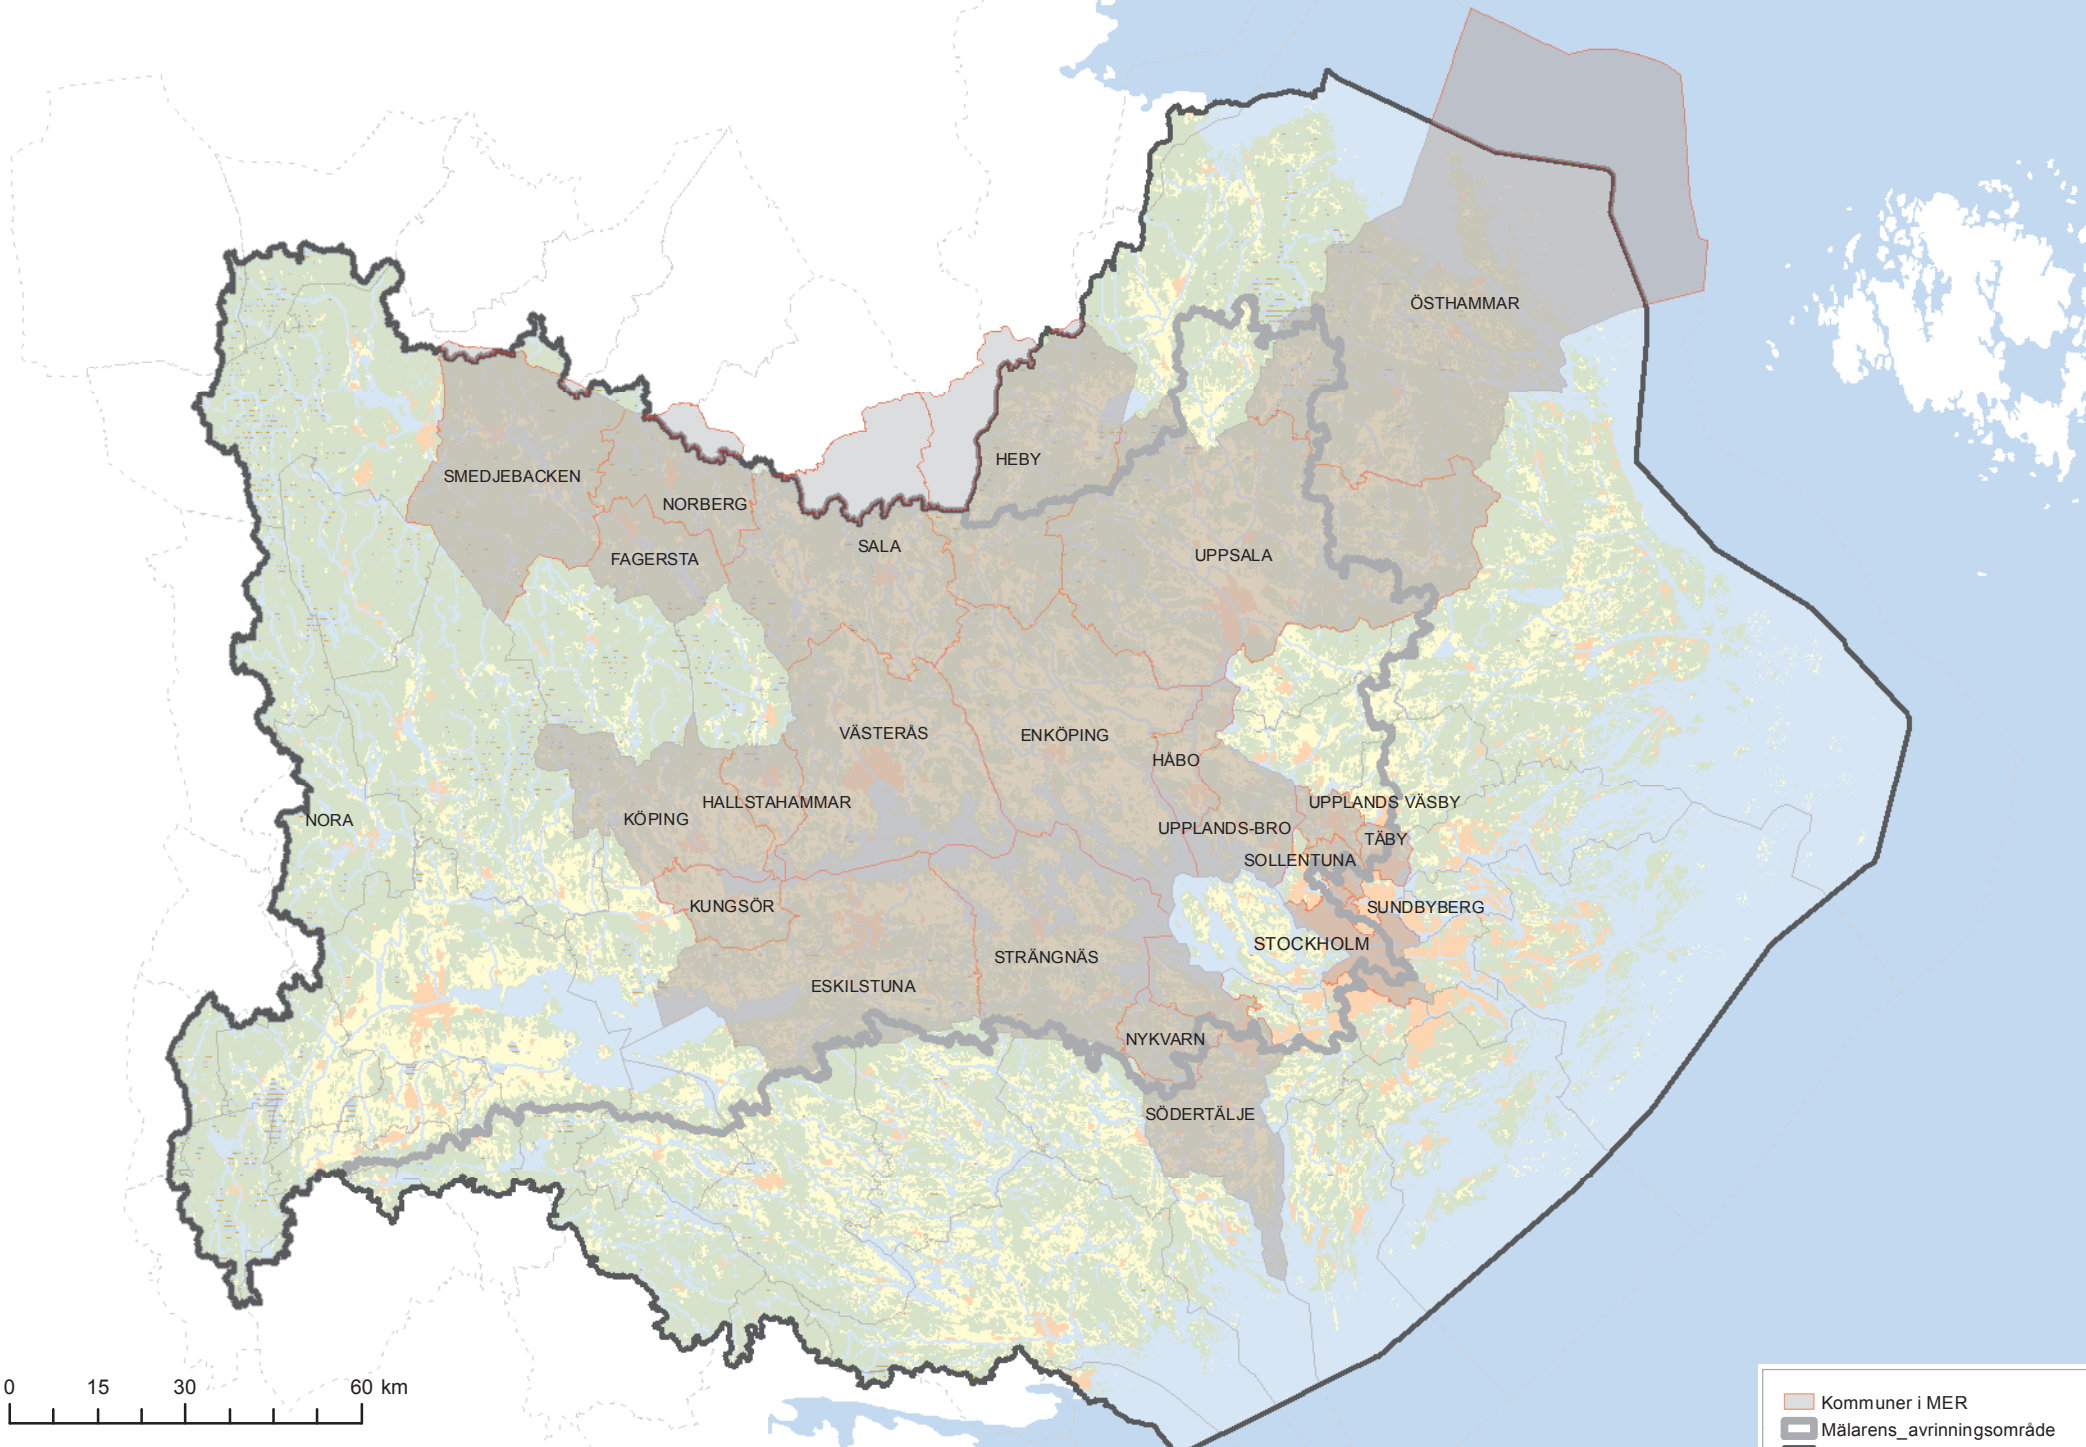 ÖSTHAMMAR
HEBY
SMEDJEBACKEN
NORBERG
SALA
UPPSALA
FAGERSTA
VÄSTERÅS
ENKÖPING
HÅBO
HALLSTAHAMMAR
UPPLANDS VÄSBY
NORA
KÖPING
UPPLANDS-BRO
TÄBY
SOLLENTUNA
KUNGSÖR
SUNDBYBERG
STOCKHOLM
STRÄNGNÄS
ESKILSTUNA
NYKVARN
SÖDERTÄLJE
0 15 30 60 km
Kommuner i MER
Mälarens_avrinningsområde